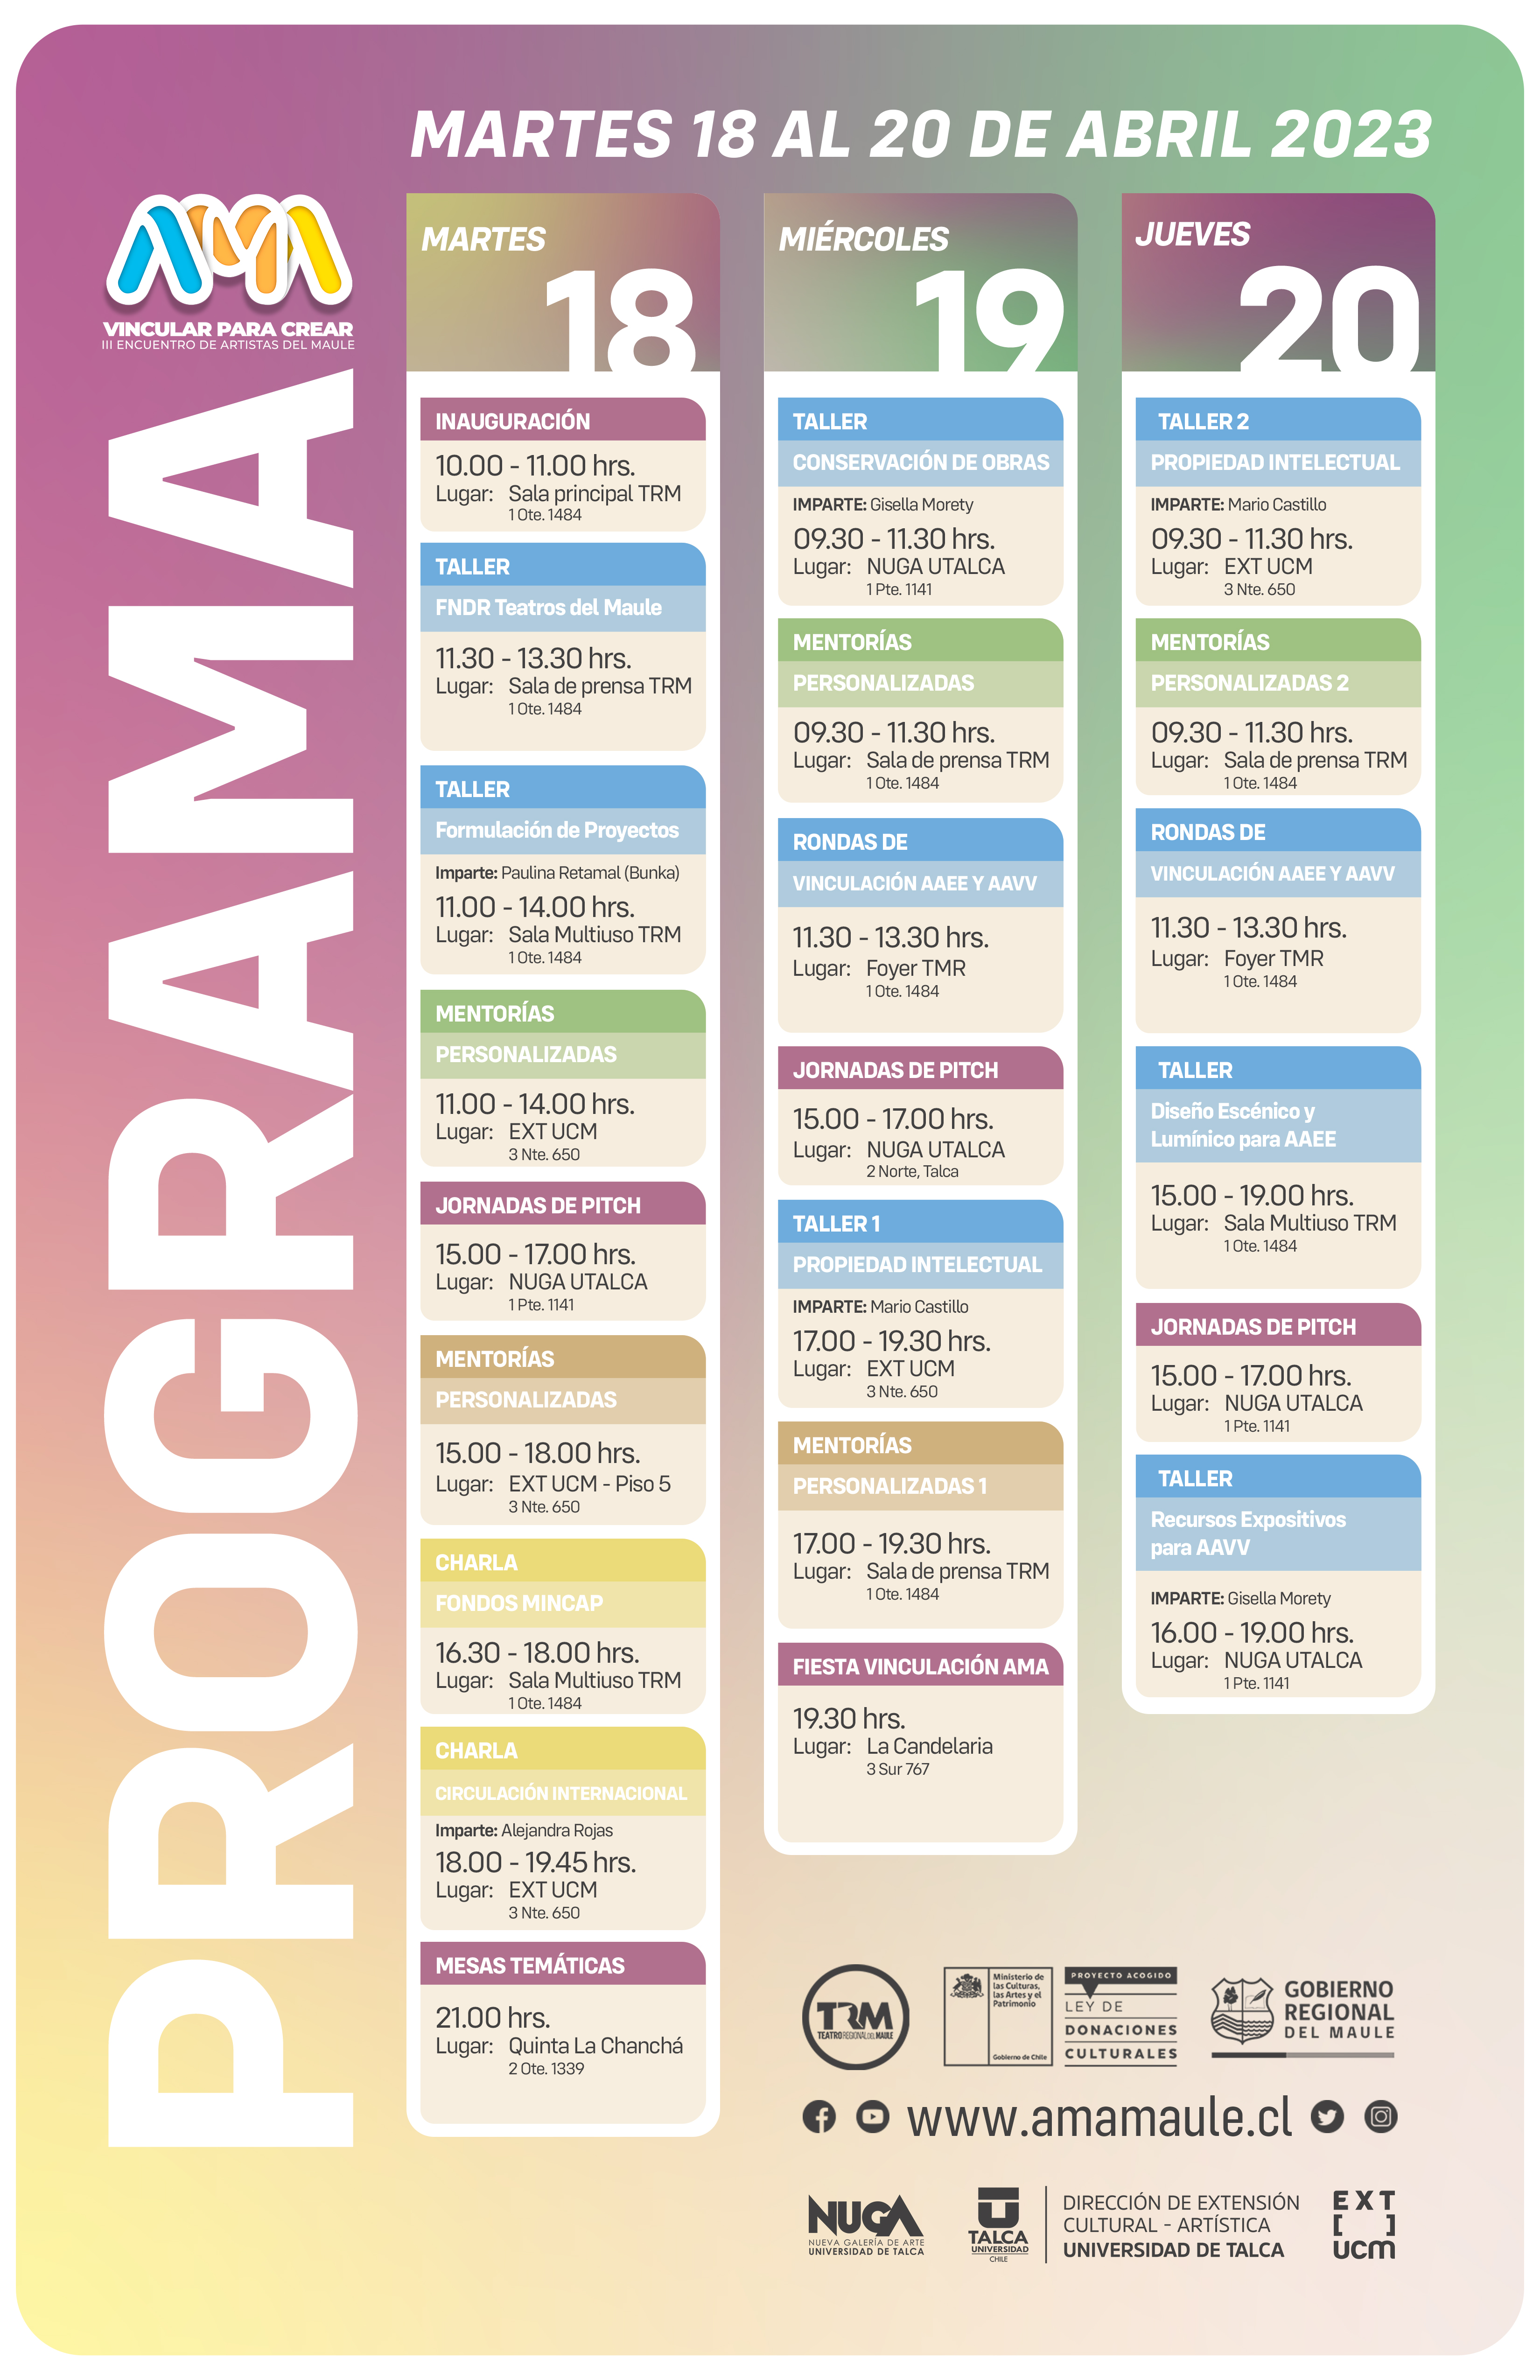 MARTES 18 AL 20 DE ABRIL 2023
AMA
VINCULAR PARA CREAR
III ENCUENTRO DE ARTISTAS DEL MAULE
PROGRAMA
MARTES
18
INAUGURACIÓN
10.00 - 11.00 hrs.
Lugar: Sala principal TRM
1 Ote. 1484
TALLER
FNDR Teatros del Maule
11.30 - 13.30 hrs.
Lugar: Sala de prensa TRM
1 Ote. 1484
TALLER
Formulación de Proyectos
Imparte: Paulina Retamal (Bunka)
11.00 - 14.00 hrs.
Lugar: Sala Multiuso TRM
1 Ote. 1484
MENTORÍAS
PERSONALIZADAS
11.00 - 14.00 hrs.
Lugar: EXT UCM
3 Nte. 650
JORNADAS DE PITCH
15.00 - 17.00 hrs.
Lugar: NUGA UTALCA
1 Pte. 1141
MENTORÍAS
PERSONALIZADAS
15.00 - 18.00 hrs.
Lugar: EXT UCM - Piso 5
3 Nte. 650
CHARLA
FONDOS MINCAP
16.30 - 18.00 hrs.
Lugar: Sala Multiuso TRM
1 Ote. 1484
CHARLA
CIRCULACIÓN INTERNACIONAL
Imparte: Alejandra Rojas
18.00 - 19.45 hrs.
Lugar: EXT UCM
3 Nte. 650
MESAS TEMÁTICAS
21.00 hrs.
Lugar: Quinta La Chanchá
2 Ote. 1339
MIÉRCOLES
19
TALLER
CONSERVACIÓN DE OBRAS
IMPARTE: Gisella Morety
09.30 - 11.30 hrs.
Lugar: NUGA UTALCA
1 Pte. 1141
MENTORÍAS
PERSONALIZADAS
09.30 - 11.30 hrs.
Lugar: Sala de prensa TRM
1 Ote. 1484
RONDAS DE
VINCULACIÓN AAEE Y AAVV
11.30 - 13.30 hrs.
Lugar: Foyer TMR
1 Ote. 1484
JORNADAS DE PITCH
15.00 - 17.00 hrs.
Lugar: NUGA UTALCA
2 Norte, Talca
TALLER 1
PROPIEDAD INTELECTUAL
IMPARTE: Mario Castillo
17.00 - 19.30 hrs.
Lugar: EXT UCM
3 Nte. 650
MENTORÍAS
PERSONALIZADAS 1
17.00 - 19.30 hrs.
Lugar: Sala de prensa TRM
1 Ote. 1484
FIESTA VINCULACIÓN AMA
19.30 hrs.
Lugar: La Candelaria
3 Sur 767
JUEVES
20
TALLER 2
PROPIEDAD INTELECTUAL
IMPARTE: Mario Castillo
09.30 - 11.30 hrs.
Lugar: EXT UCM
3 Nte. 650
MENTORÍAS
PERSONALIZADAS 2
09.30 - 11.30 hrs.
Lugar: Sala de prensa TRM
1 Ote. 1484
RONDAS DE
VINCULACIÓN AAEE Y AAVV
11.30 - 13.30 hrs.
Lugar: Foyer TMR
1 Ote. 1484
TALLER
Diseño Escénico y
Lumínico para AAEE
15.00 - 19.00 hrs.
Lugar: Sala Multiuso TRM
1 Ote. 1484
JORNADAS DE PITCH
15.00 - 17.00 hrs.
Lugar: NUGA UTALCA
1 Pte. 1141
TALLER
Recursos Expositivos
para AAVV
IMPARTE: Gisella Morety
16.00 - 19.00 hrs.
Lugar: NUGA UTALCA
1 Pte. 1141
TRM
TEATRO REGIONAL DEL MAULE
Ministerio de
las Culturas,
las Artes y el
Patrimonio
Gobierno de Chile
PROYECTO ACOGIDO
LEY DE
DONACIONES
CULTURALES
GOBIERNO
REGIONAL
DEL MAULE
www.amamaule.cl
NUGA
NUEVA GALERÍA DE ARTE
UNIVERSIDAD DE TALCA
TALCA
UNIVERSIDAD
CHILE
DIRECCIÓN DE EXTENSIÓN
CULTURAL - ARTÍSTICA
UNIVERSIDAD DE TALCA
EXT
[ ]
ucm